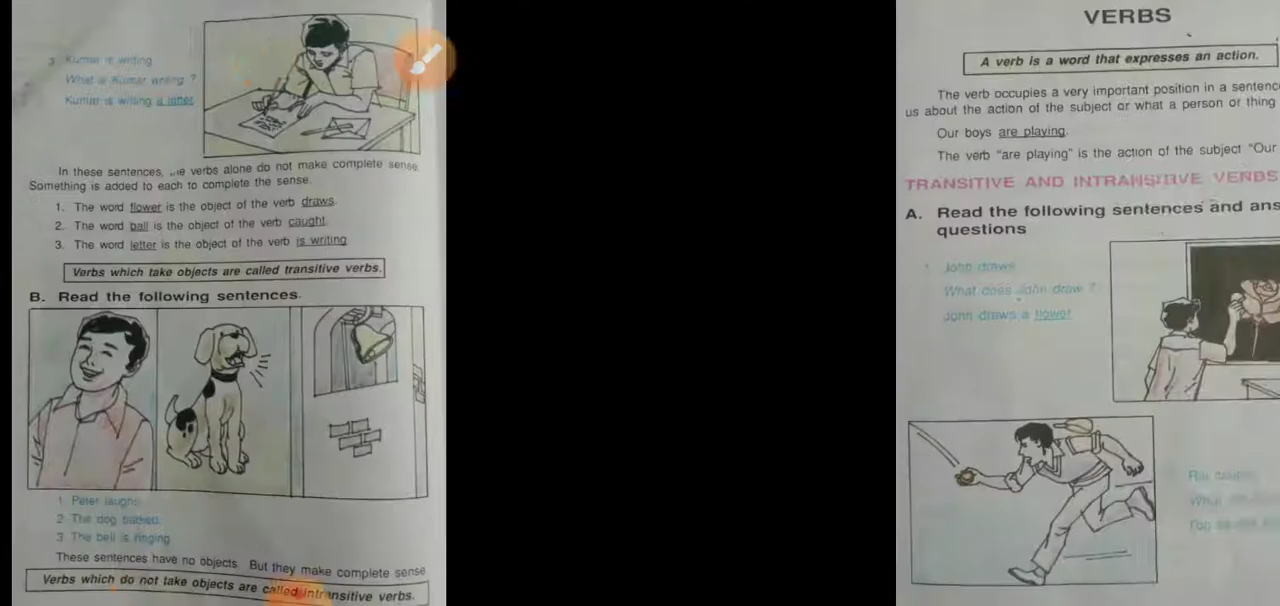 3 Kumar is writing
What is Kumar writing ?
Kumar is writing a letter
In these sentences, verbs alone do not make complete sense.
Something is added to each to complete the sense.
1. The word flower is the object of the verb draws.
2. The word ball is the object of the verb caught.
3. The word letter is the object of the verb is writing
Verbs which take objects are called transitive verbs.
B. Read the following sentences.
1 Peter laughs
2 The dog barked.
3 The bell is ringing
These sentences have no objects. But they make complete sense
Verbs which do not take objects are called intransitive verbs.
VERBS
A verb is a word that expresses an action.
The verb occupies a very important position in a sentence
us about the action of the subject or what a person or thing
Our boys are playing.
The verb "are playing" is the action of the subject "Our
TRANSITIVE AND INTRANSITIVE VERBS
A. Read the following sentences and ans
questions
John draws
What does John draw ?
John draws a flower
What